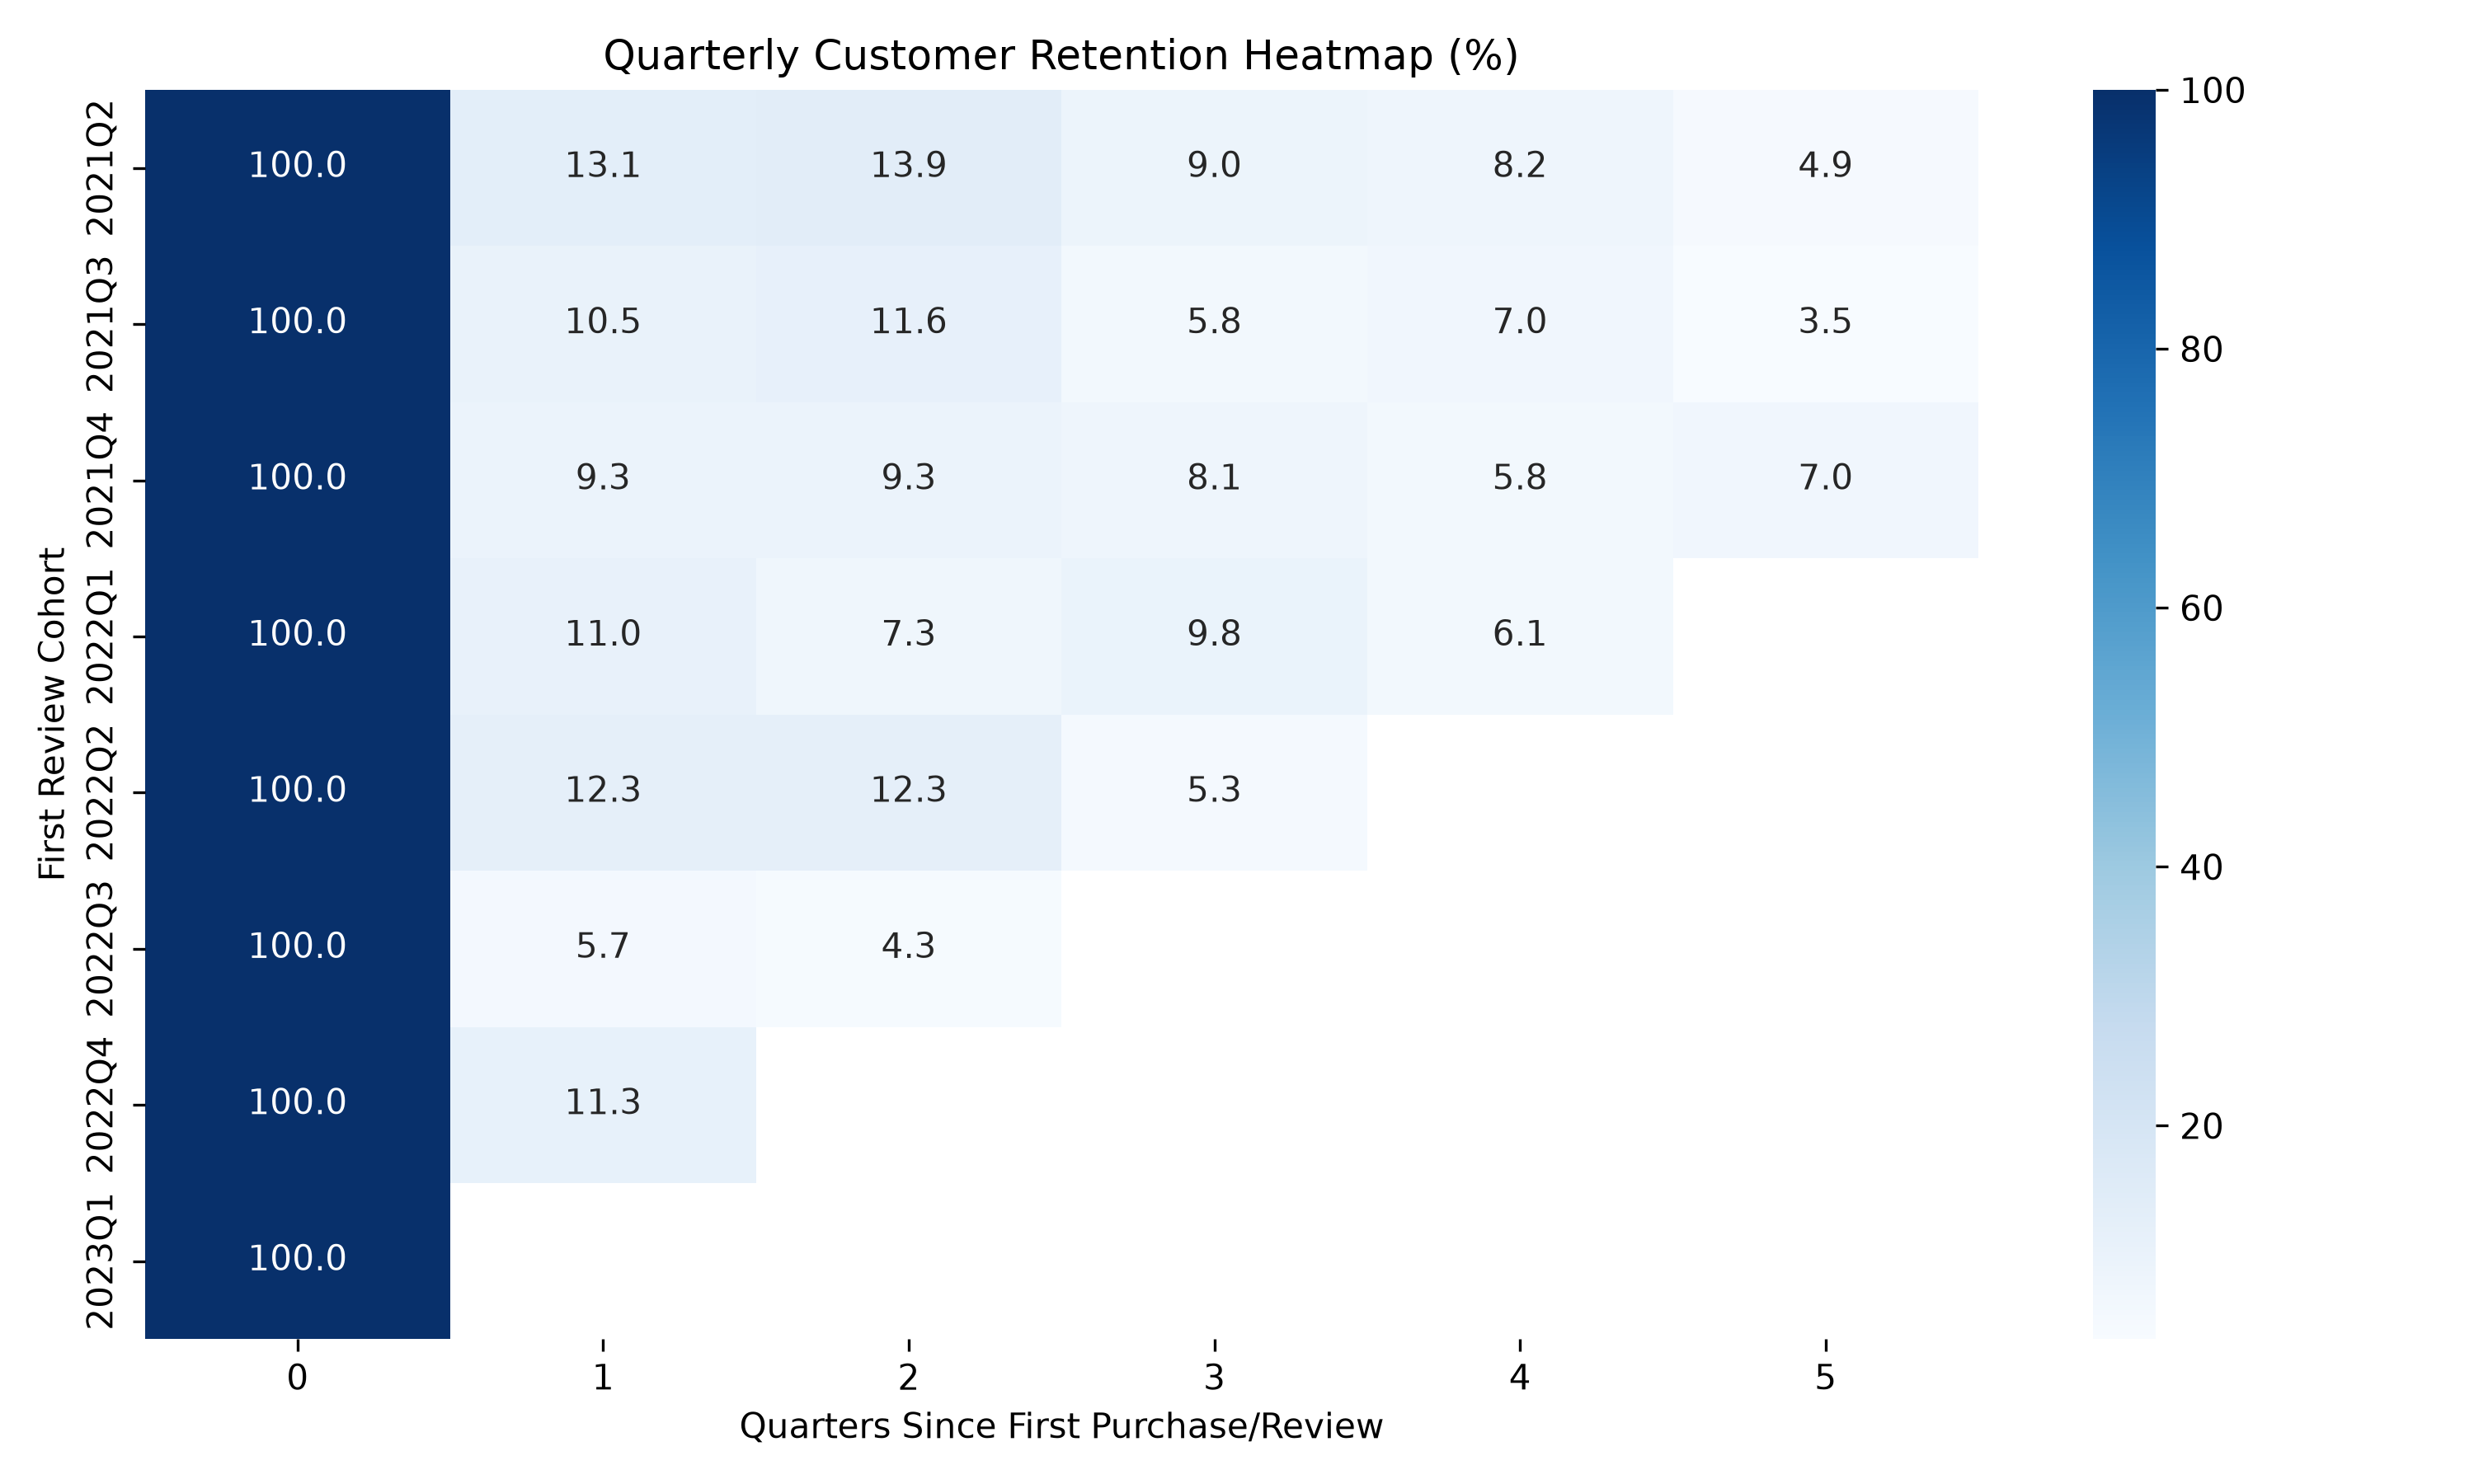 Quarterly Customer Retention Heatmap (%)
First Review Cohort
2021Q2 100.0 13.1 13.9 9.0 8.2 4.9
2021Q3 100.0 10.5 11.6 5.8 7.0 3.5
2021Q4 100.0 9.3 9.3 8.1 5.8 7.0
2022Q1 100.0 11.0 7.3 9.8 6.1
2022Q2 100.0 12.3 12.3 5.3
2022Q3 100.0 5.7 4.3
2022Q4 100.0 11.3
2023Q1 100.0
0 1 2 3 4 5
Quarters Since First Purchase/Review
100
80
60
40
20